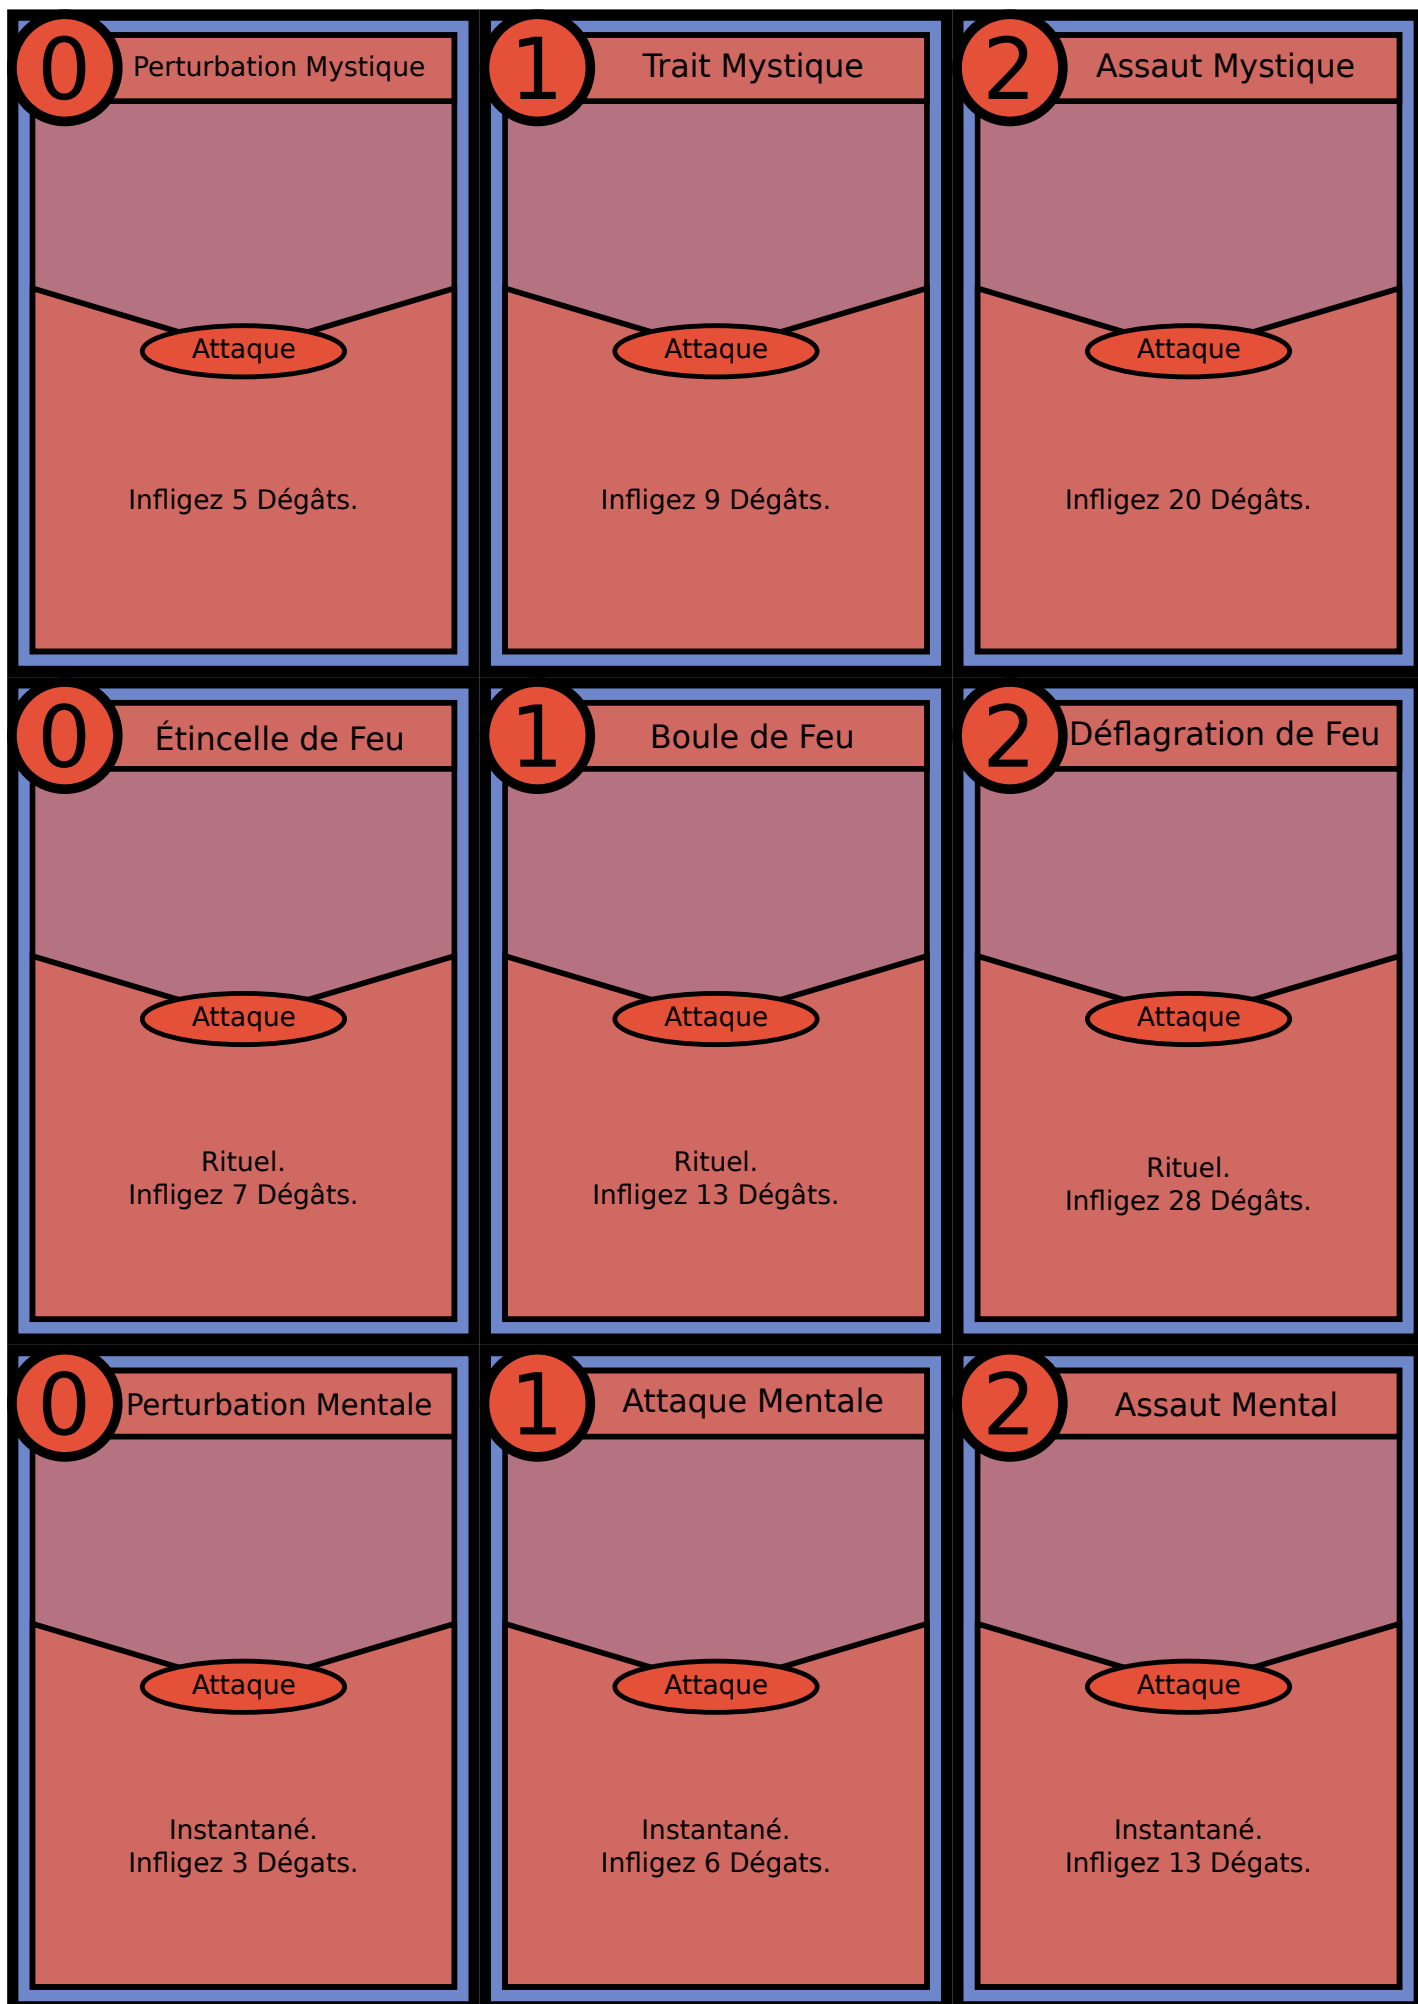 0
Perturbation Mystique
Attaque
Infligez 5 Dégâts.
1
Trait Mystique
Attaque
Infligez 9 Dégâts.
2
Assaut Mystique
Attaque
Infligez 20 Dégâts.
0
Étincelle de Feu
Attaque
Rituel.
Infligez 7 Dégâts.
1
Boule de Feu
Attaque
Rituel.
Infligez 13 Dégâts.
2
Déflagration de Feu
Attaque
Rituel.
Infligez 28 Dégâts.
0
Perturbation Mentale
Attaque
Instantané.
Infligez 3 Dégats.
1
Attaque Mentale
Attaque
Instantané.
Infligez 6 Dégats.
2
Assaut Mental
Attaque
Instantané.
Infligez 13 Dégats.